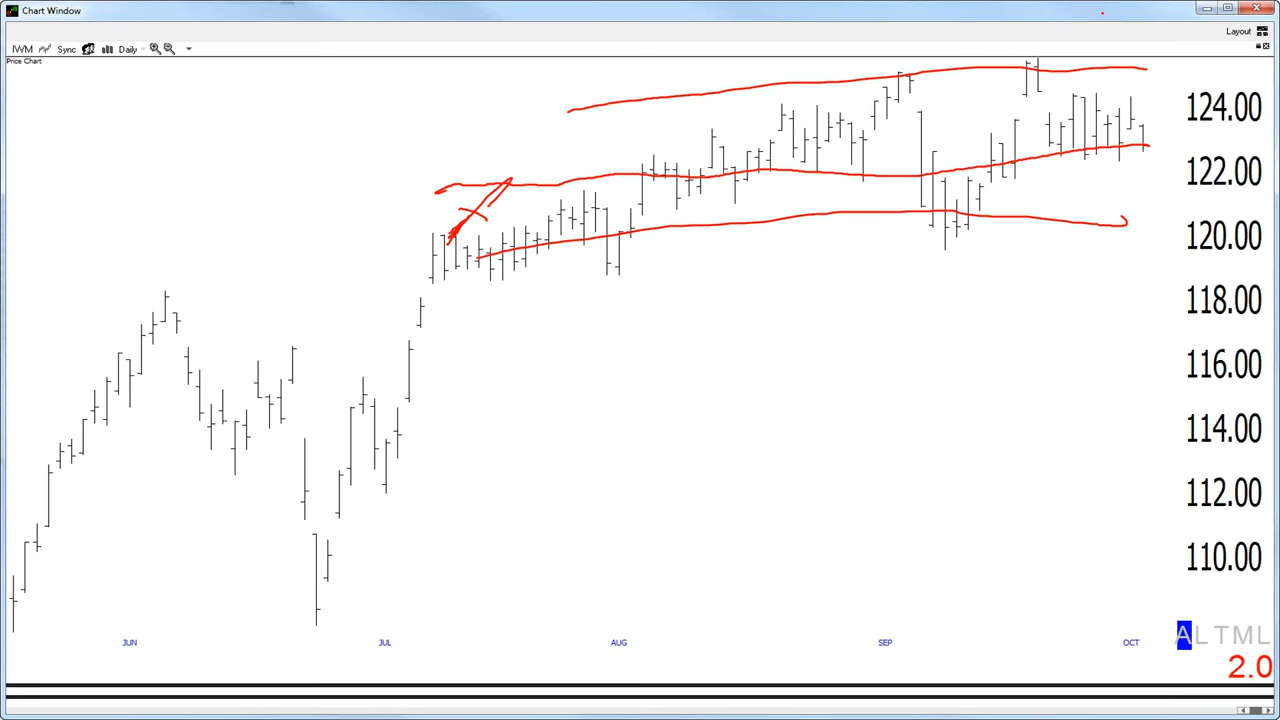 Chart Window
Layout
IWM Sync Daily
Price Chart
124.00
122.00
120.00
118.00
116.00
114.00
112.00
110.00
JUN JUL AUG SEP OCT
ALTML
2.0